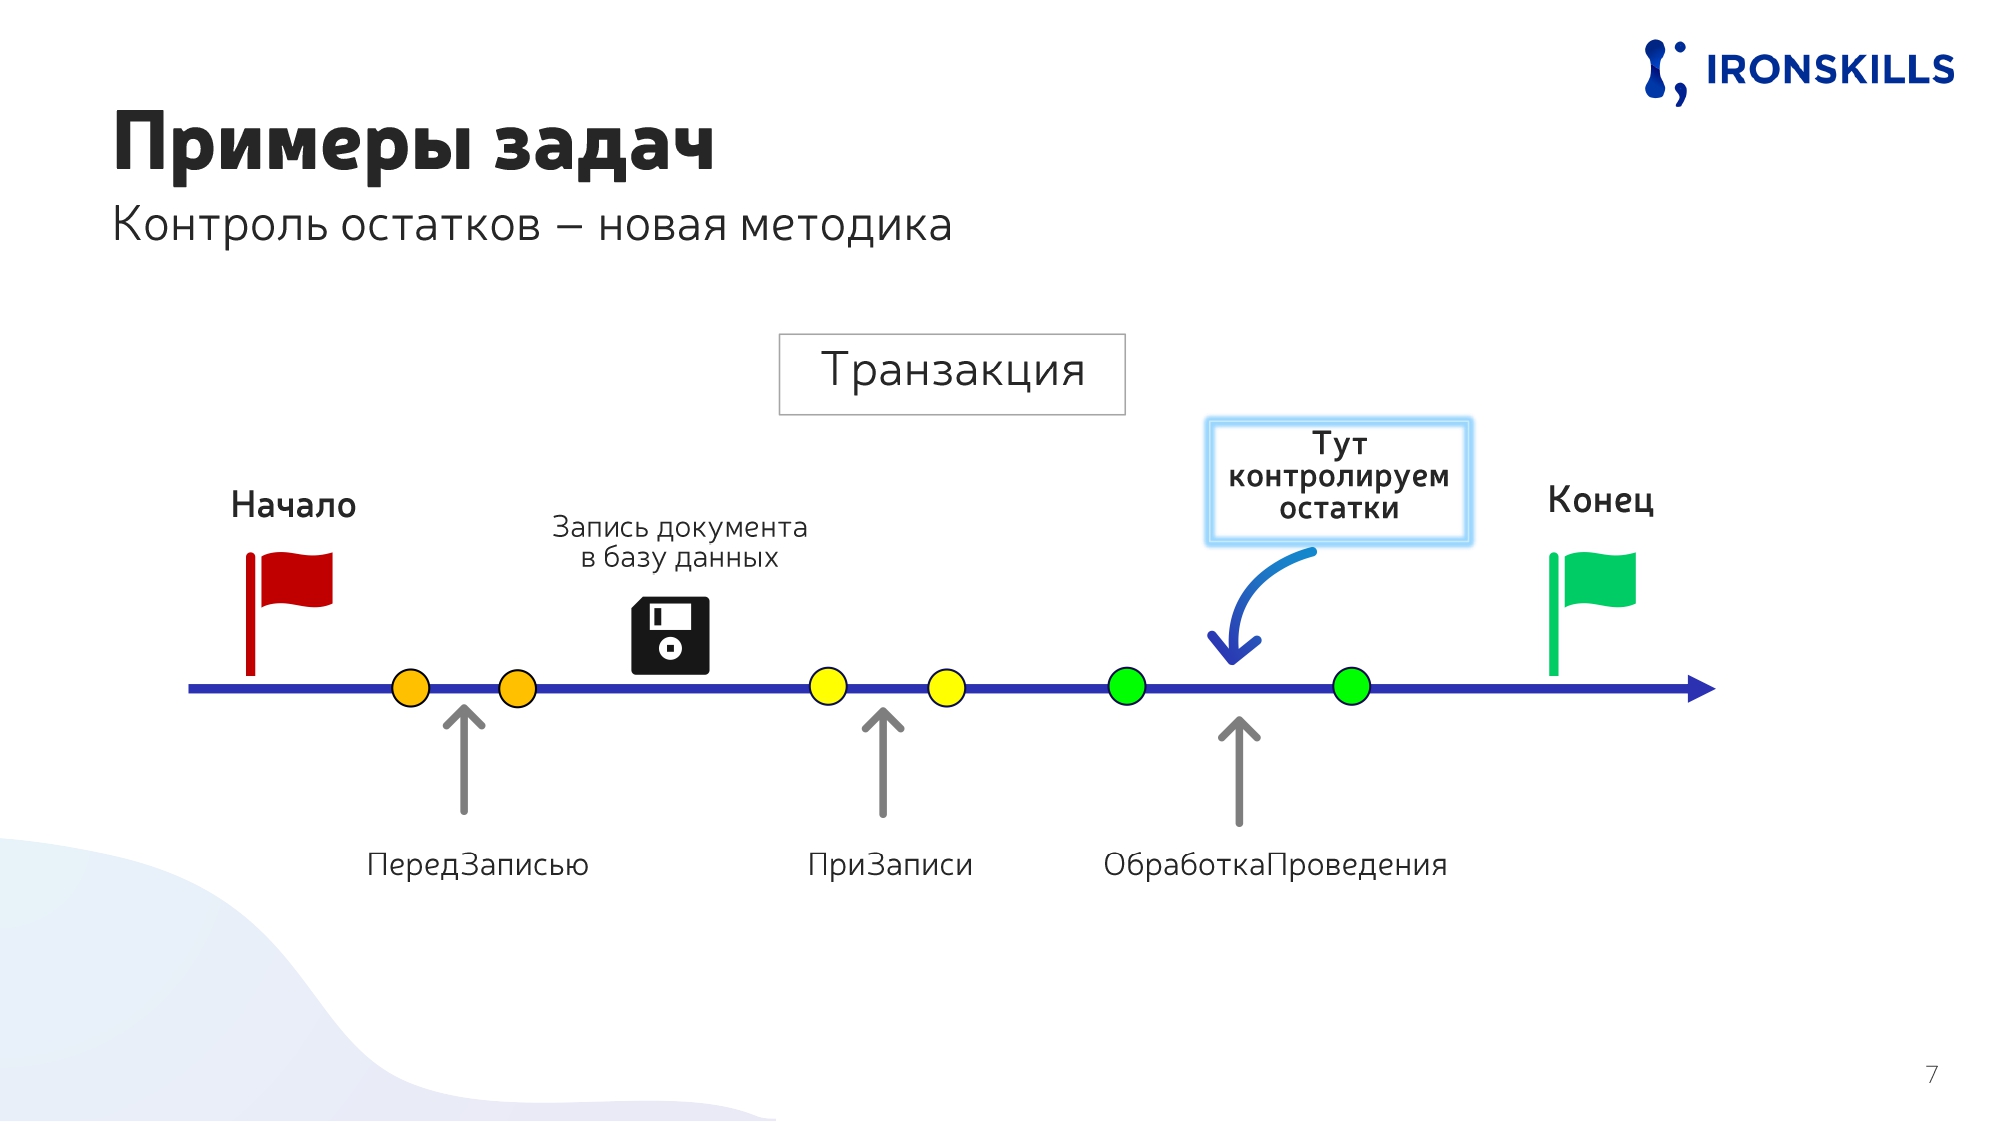 IRONSKILLS
Примеры задач
Контроль остатков – новая методика
Транзакция
Тут
контролируем
остатки
Начало
Запись документа
в базу данных
Конец
ПередЗаписью
ПриЗаписи
ОбработкаПроведения
7